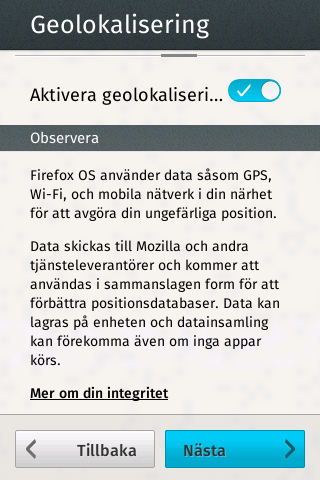 Geolokalisering
Aktivera geolokaliseri...
Observera
Firefox OS använder data såsom GPS,
Wi-Fi, och mobila nätverk i din närhet
för att avgöra din ungefärliga position.
Data skickas till Mozilla och andra
tjänsteleverantörer och kommer att
användas i sammanslagen form för att
förbättra positionsdatabaser. Data kan
lagras på enheten och datainsamling
kan förekomma även om inga appar
körs.
Mer om din integritet
Tillbaka
Nästa